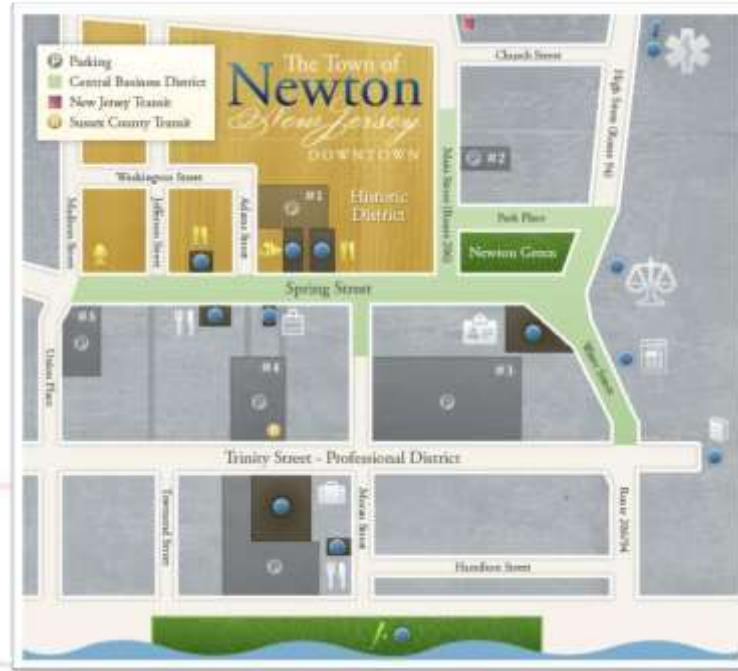 Parking
Central Business District
New Jersey Transit
Sussex County Transit
The Town of
Newton
New Jersey
DOWNTOWN
Church Street
High Street (Route 94)
Main Street (Route 206)
#2
Washington Street
Madison Street
Jefferson Street
Adams Street
#1
Historic
District
Park Place
Newton Green
Spring Street
#5
#4
#3
Union Place
Water Street
Trinity Street - Professional District
Townsend Street
Moran Street
Route 206/94
Hamilton Street